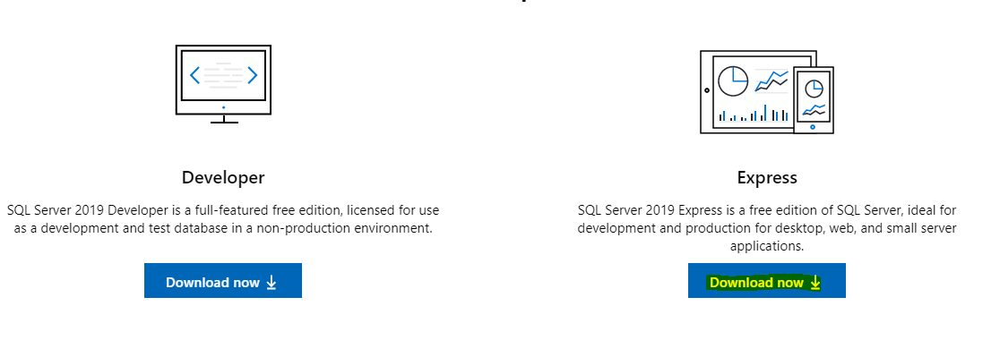 Developer
SQL Server 2019 Developer is a full-featured free edition, licensed for use
as a development and test database in a non-production environment.
Download now
Express
SQL Server 2019 Express is a free edition of SQL Server, ideal for
development and production for desktop, web, and small server
applications.
Download now